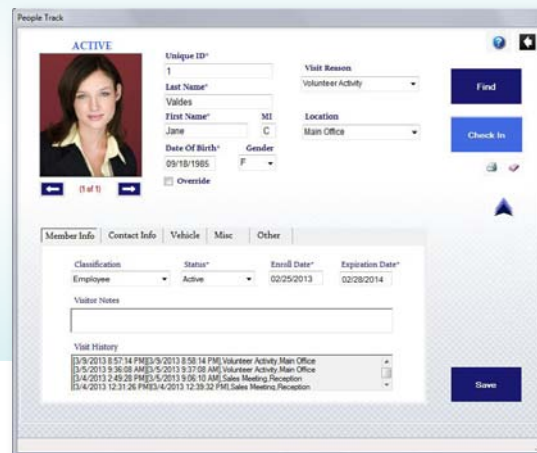 People Track
ACTIVE
Unique ID*
1
Visit Reason
Volunteer Activity
Find
Last Name*
Valdes
First Name* MI
Jane C
Location
Main Office
Check In
Date Of Birth* Gender
09/18/1985 F
Override
(1 of 1)
Member Info Contact Info Vehicle Misc Other
Classification Status* Enroll Date* Expiration Date*
Employee Active 02/25/2013 02/28/2014
Visitor Notes
Visit History
[3/9/2013 8:57:14 PM][3/9/2013 8:58:14 PM],Volunteer Activity,Main Office
[3/5/2013 9:36:08 AM][3/5/2013 9:37:08 AM],Volunteer Activity,Main Office
[3/4/2013 2:49:28 PM][3/5/2013 9:06:10 AM],Sales Meeting,Reception
[3/4/2013 12:31:26 PM][3/4/2013 12:39:32 PM],Sales Meeting,Reception
Save